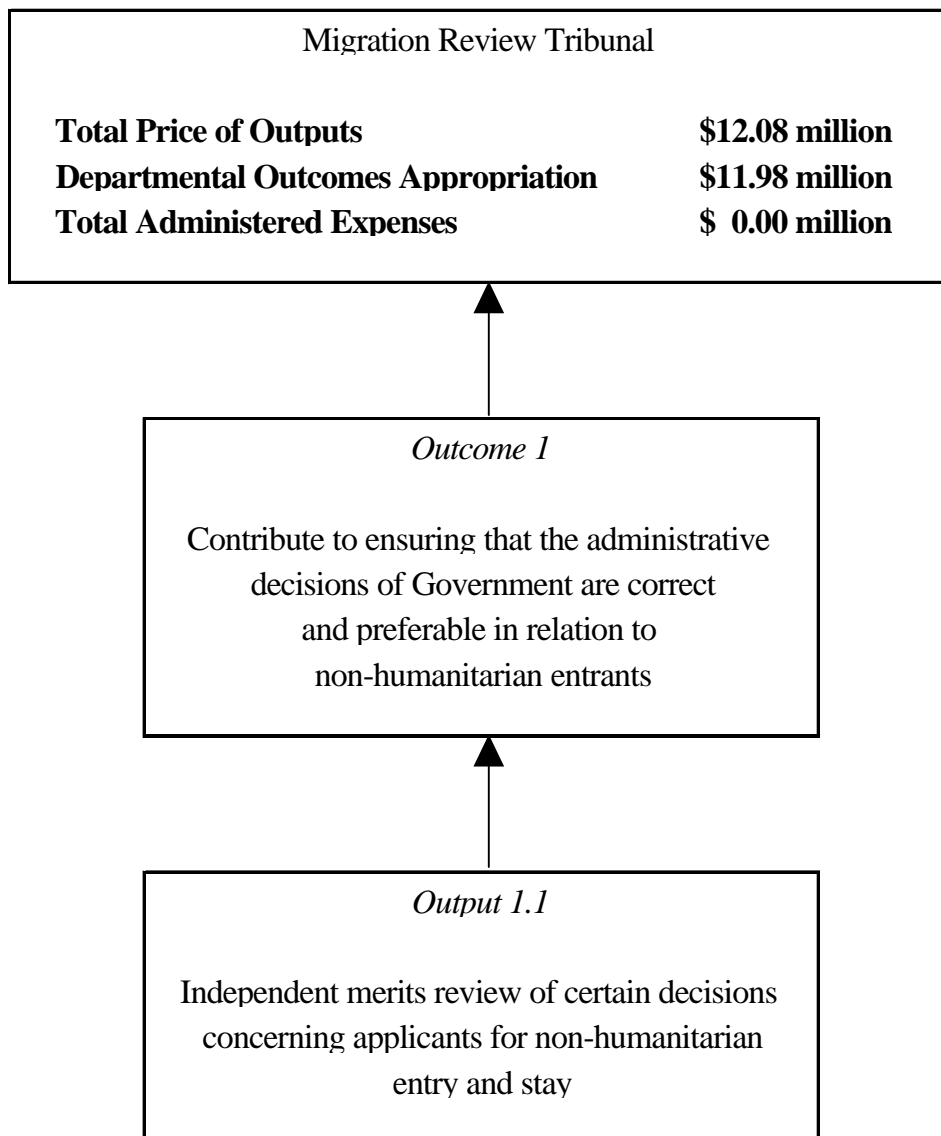 Migration Review Tribunal
Total Price of Outputs $12.08 million
Departmental Outcomes Appropriation $11.98 million
Total Administered Expenses $ 0.00 million
Outcome 1
Contribute to ensuring that the administrative
decisions of Government are correct
and preferable in relation to
non-humanitarian entrants
Output 1.1
Independent merits review of certain decisions
concerning applicants for non-humanitarian
entry and stay